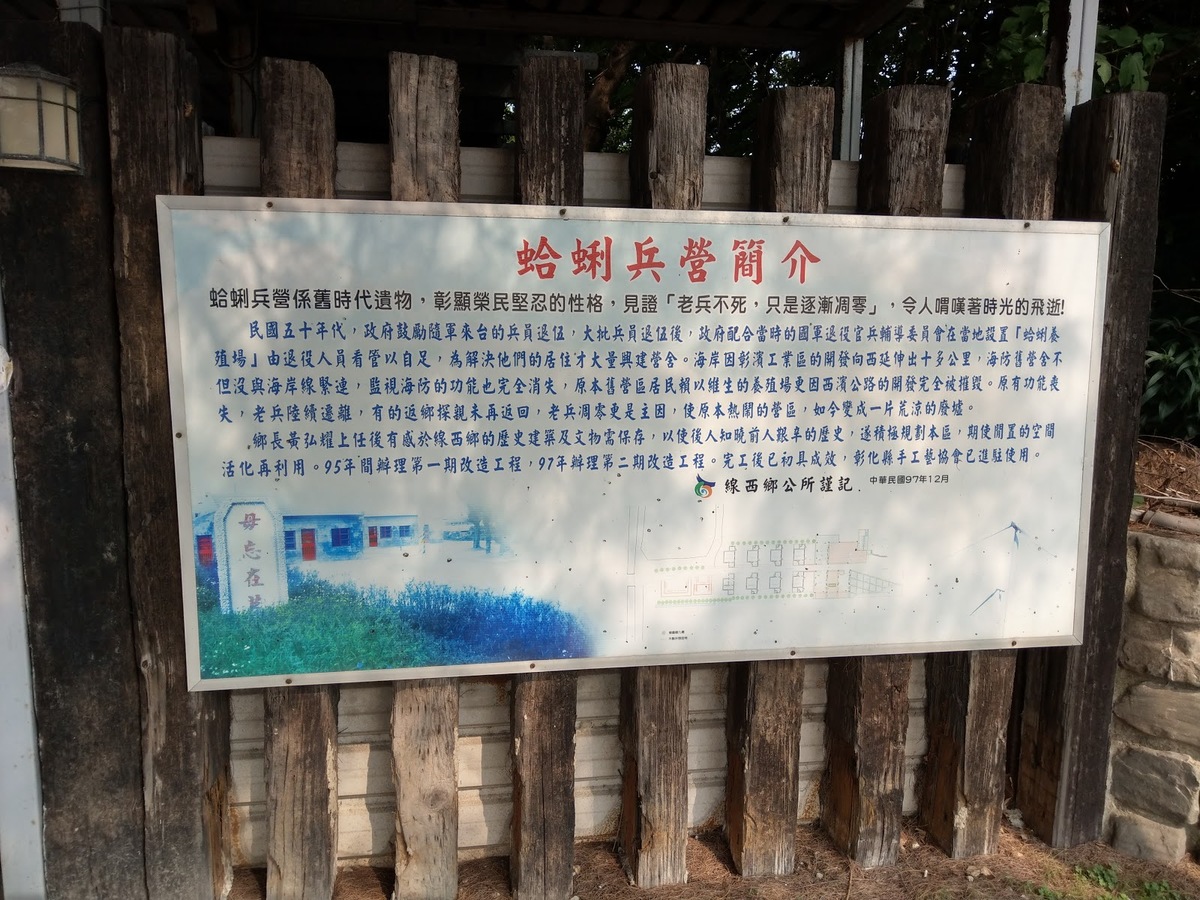 蛤蜊兵營簡介
蛤蜊兵營係舊時代遺物，彰顯榮民堅忍的性格，見證「老兵不死，只是逐漸凋零」，令人喟嘆著時光的飛逝!
民國五十年代，政府鼓勵隨軍來台的兵員退伍，大批兵員退伍後，政府配合當時的國軍退役官兵輔導委員會在當地設置「蛤蜊養
殖場」由退役人員看管以自足，為解決他們的居住才大量興建營舍。海岸因彰濱工業區的開發向西延伸出十多公里，海防舊營舍不
但沒與海岸線緊連，監視海防的功能也完全消失，原本舊營區居民賴以維生的養殖場更因西濱公路的開發完全被摧毀。原有功能喪
失，老兵陸續遷離，有的返鄉探親未再返回，老兵凋零更是主因，使原本熱鬧的營區，如今變成一片荒涼的廢墟。
鄉長黃弘耀上任後有感於線西鄉的歷史建築及文物需保存，以使後人知曉前人艱辛的歷史，遂積極規劃本區，期使閒置的空間
活化再利用。95年間辦理第一期改造工程，97年辦理第二期改造工程。完工後已初具成效，彰化縣手工藝協會已進駐使用。
線西鄉公所謹記 中華民國97年12月
毋忘在莒